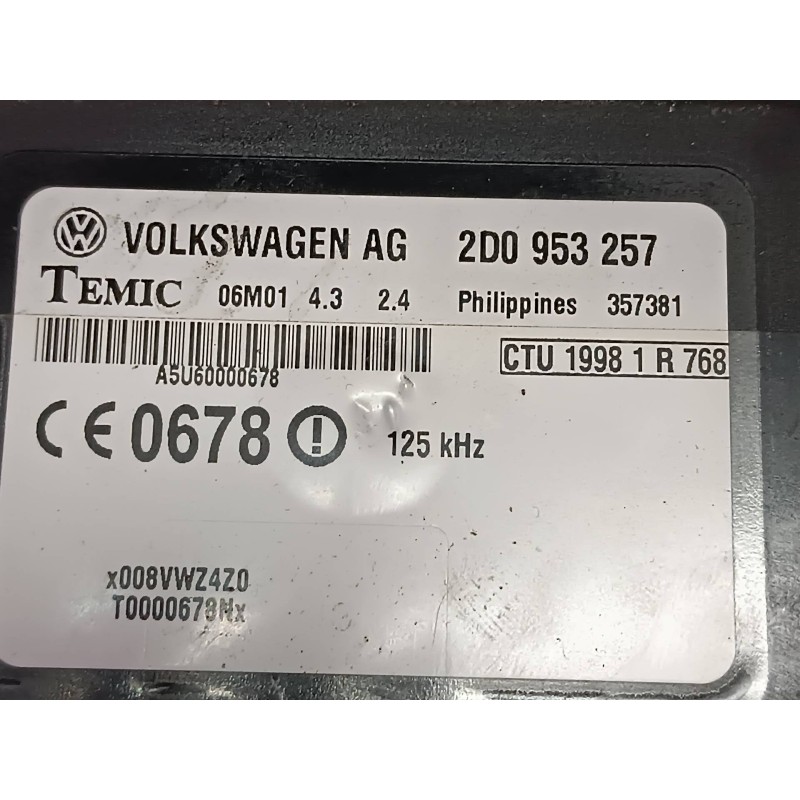 VOLKSWAGEN AG 2D0 953 257
TEMIC 06M01 4.3 2.4 Philippines 357381
A5U60000678 CTU 1998 1 R 768
CE 0678 125 kHz
x008VWZ4Z0
T0000678Nx